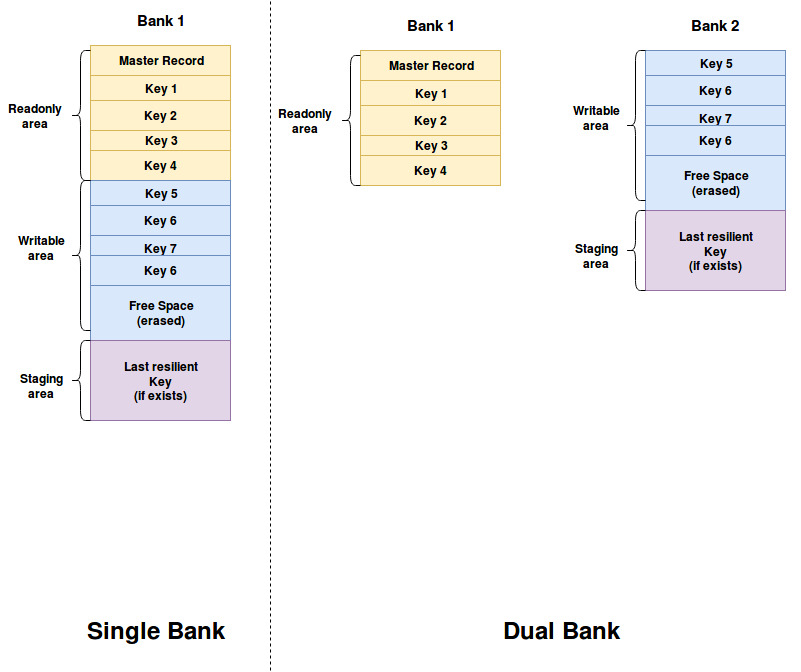 Bank 1
Master Record
Key 1
Key 2
Key 3
Key 4
Readonly
area
Key 5
Key 6
Key 7
Key 6
Free Space
(erased)
Writable
area
Last resilient
Key
(if exists)
Staging
area
Single Bank
Bank 1
Master Record
Key 1
Key 2
Key 3
Key 4
Readonly
area
Bank 2
Key 5
Key 6
Key 7
Key 6
Free Space
(erased)
Writable
area
Last resilient
Key
(if exists)
Staging
area
Dual Bank